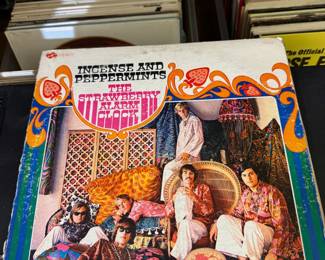 INCENSE AND
PEPPERMINTS
THE
STRAWBERRY
ALARM
CLOCK
The Official